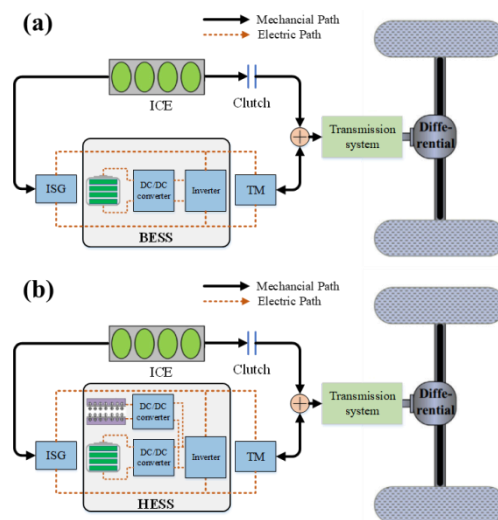 (a)
Mechancial Path
Electric Path
ICE
Clutch
Transmission
system
Diffe-
rential
ISG
DC/DC
converter
Inverter
TM
BESS
(b)
Mechancial Path
Electric Path
ICE
Clutch
Transmission
system
Diffe-
rential
DC/DC
converter
ISG
DC/DC
converter
Inverter
TM
HESS